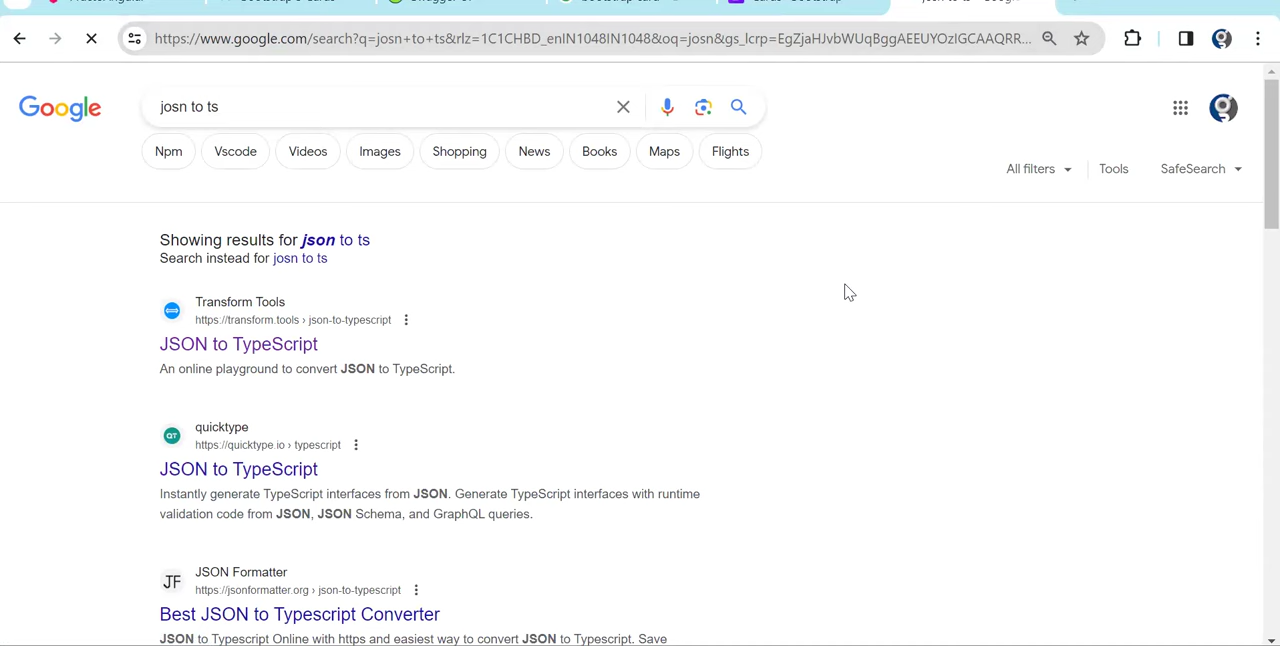 https://www.google.com/search?q=josn+to+ts&rlz=1C1CHBD_enIN1048IN1048&oq=josn&gs_lcrp=EgZjaHJvbWUqBggAEEUYOzIGCAAQRR...
Google
josn to ts
Npm
Vscode
Videos
Images
Shopping
News
Books
Maps
Flights
All filters
Tools
SafeSearch
Showing results for json to ts
Search instead for josn to ts
Transform Tools
https://transform.tools › json-to-typescript
JSON to TypeScript
An online playground to convert JSON to TypeScript.
QT
quicktype
https://quicktype.io › typescript
JSON to TypeScript
Instantly generate TypeScript interfaces from JSON. Generate TypeScript interfaces with runtime
validation code from JSON, JSON Schema, and GraphQL queries.
JF
JSON Formatter
https://jsonformatter.org › json-to-typescript
Best JSON to Typescript Converter
JSON to Typescript Online with https and easiest way to convert JSON to Typescript. Save